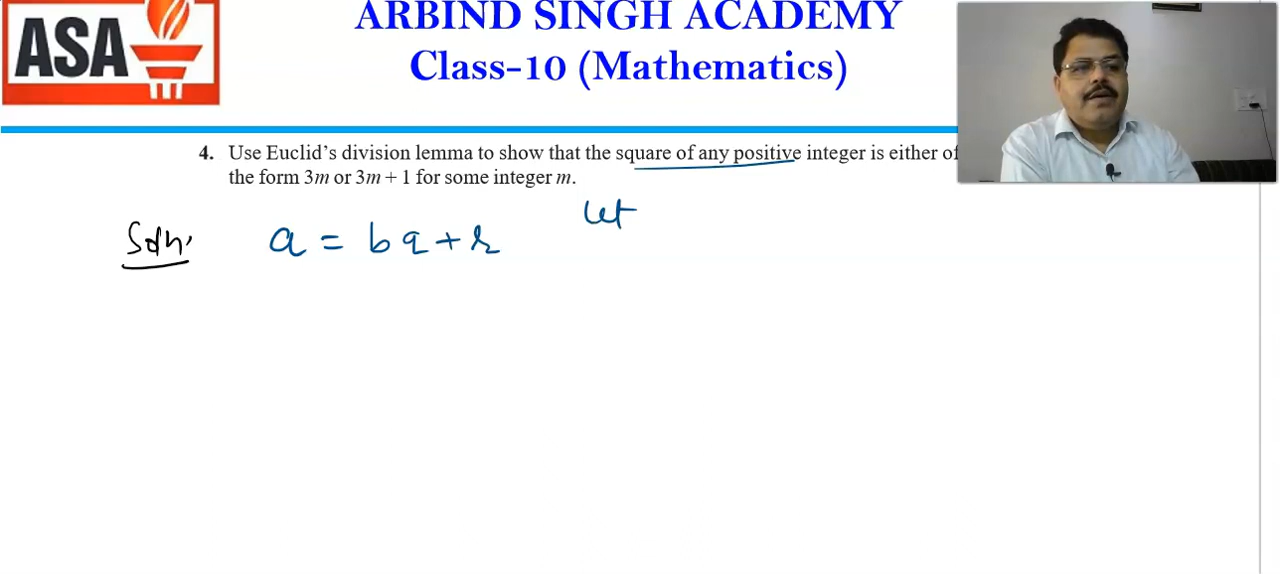 ASA
ARBIND SINGH ACADEMY
Class-10 (Mathematics)
4. Use Euclid's division lemma to show that the square of any positive integer is either of
the form 3m or 3m + 1 for some integer m.
let
Soln. a = bq + r